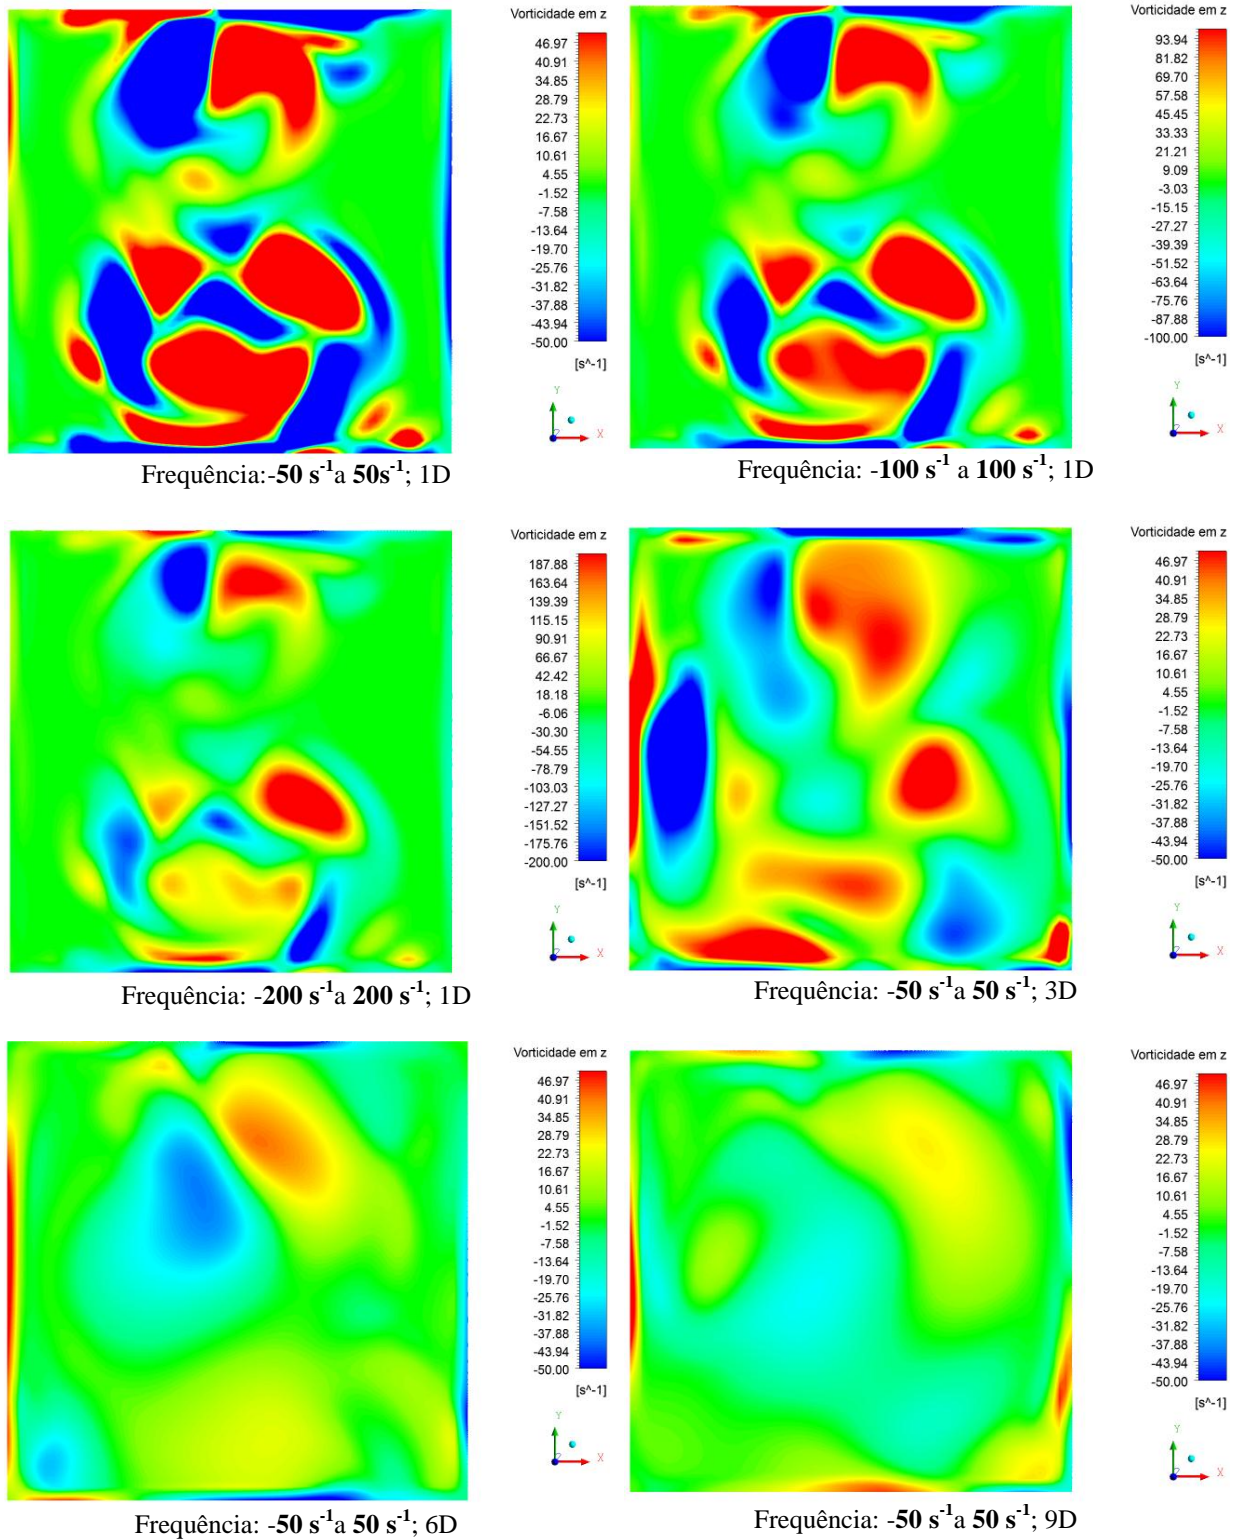 Vorticidade em z
46.97
40.91
34.85
28.79
22.73
16.67
10.61
4.55
-1.52
-7.58
-13.64
-19.70
-25.76
-31.82
-37.88
-43.94
-50.00
[s^-1]
Y
Z
X
Frequência:-50 s-1a 50s-1; 1D
Vorticidade em z
93.94
81.82
69.70
57.58
45.45
33.33
21.21
9.09
-3.03
-15.15
-27.27
-39.39
-51.52
-63.64
-75.76
-87.88
-100.00
[s^-1]
Y
Z
X
Frequência: -100 s-1 a 100 s-1; 1D
Vorticidade em z
187.88
163.64
139.39
115.15
90.91
66.67
42.42
18.18
-6.06
-30.30
-54.55
-78.79
-103.03
-127.27
-151.52
-175.76
-200.00
[s^-1]
Y
Z
X
Frequência: -200 s-1a 200 s-1; 1D
Vorticidade em z
46.97
40.91
34.85
28.79
22.73
16.67
10.61
4.55
-1.52
-7.58
-13.64
-19.70
-25.76
-31.82
-37.88
-43.94
-50.00
[s^-1]
Y
Z
X
Frequência: -50 s-1a 50 s-1; 3D
Vorticidade em z
46.97
40.91
34.85
28.79
22.73
16.67
10.61
4.55
-1.52
-7.58
-13.64
-19.70
-25.76
-31.82
-37.88
-43.94
-50.00
[s^-1]
Y
Z
X
Frequência: -50 s-1a 50 s-1; 6D
Vorticidade em z
46.97
40.91
34.85
28.79
22.73
16.67
10.61
4.55
-1.52
-7.58
-13.64
-19.70
-25.76
-31.82
-37.88
-43.94
-50.00
[s^-1]
Y
Z
X
Frequência: -50 s-1a 50 s-1; 9D